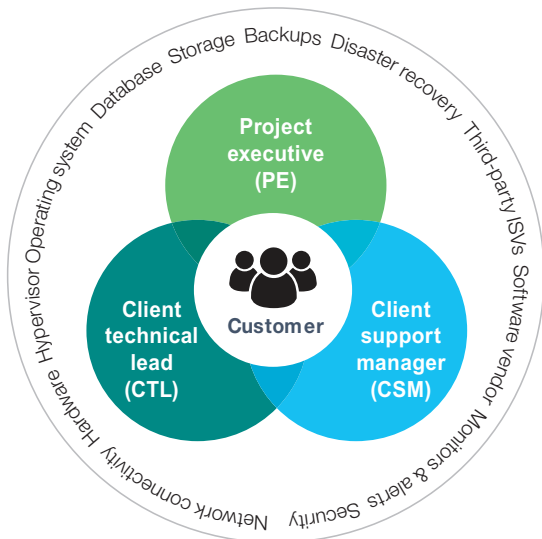 Network connectivity Hardware Hypervisor Operating system Database Storage Backups Disaster recovery Third-party ISVs Software vendor Monitors & alerts Security
Project
executive
(PE)
Customer
Client
technical
lead
(CTL)
Client
support
manager
(CSM)